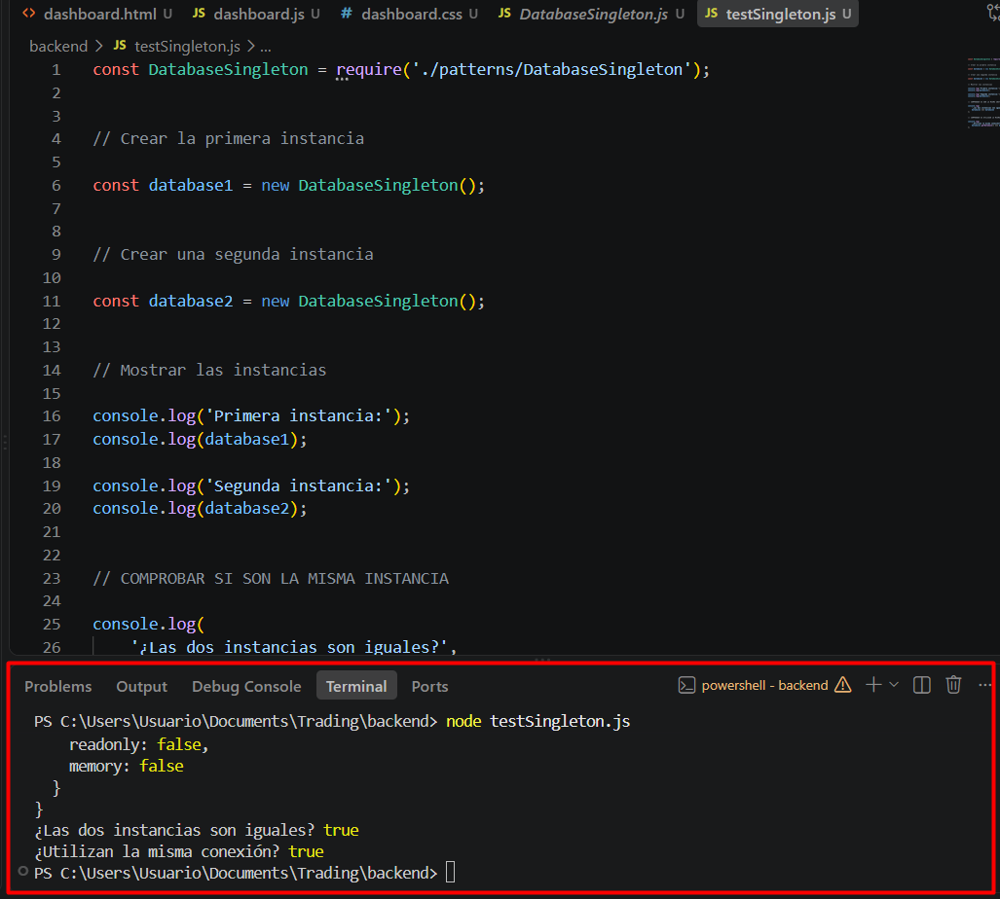 dashboard.html U JS dashboard.js U # dashboard.css U JS DatabaseSingleton.js U JS testSingleton.js U
backend > JS testSingleton.js > ...
1 const DatabaseSingleton = require('./patterns/DatabaseSingleton');
2
3
4 // Crear la primera instancia
5
6 const database1 = new DatabaseSingleton();
7
8
9 // Crear una segunda instancia
10
11 const database2 = new DatabaseSingleton();
12
13
14 // Mostrar las instancias
15
16 console.log('Primera instancia:');
17 console.log(database1);
18
19 console.log('Segunda instancia:');
20 console.log(database2);
21
22
23 // COMPROBAR SI SON LA MISMA INSTANCIA
24
25 console.log(
26 '¿Las dos instancias son iguales?',
Problems Output Debug Console Terminal Ports powershell - backend
PS C:\Users\Usuario\Documents\Trading\backend> node testSingleton.js
readonly: false,
memory: false
}
}
¿Las dos instancias son iguales? true
¿Utilizan la misma conexión? true
PS C:\Users\Usuario\Documents\Trading\backend>